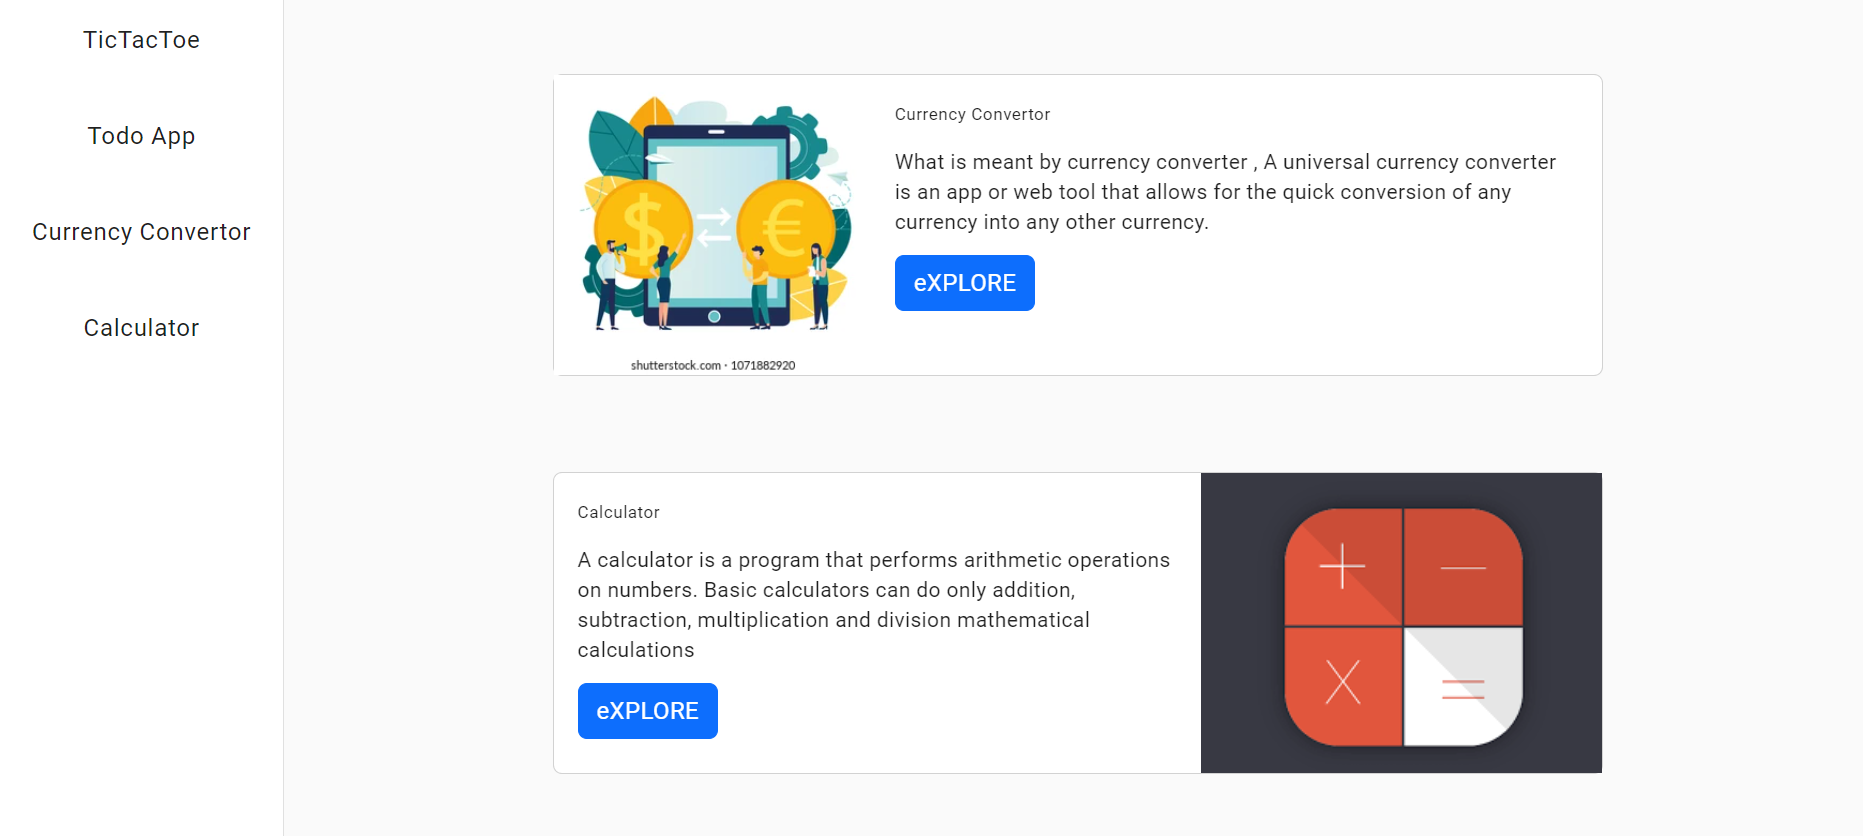 TicTacToe
Todo App
Currency Convertor
Calculator
$
€
shutterstock.com · 1071882920
Currency Convertor
What is meant by currency converter , A universal currency converter
is an app or web tool that allows for the quick conversion of any
currency into any other currency.
eXPLORE
Calculator
A calculator is a program that performs arithmetic operations
on numbers. Basic calculators can do only addition,
subtraction, multiplication and division mathematical
calculations
eXPLORE
+ −
× =